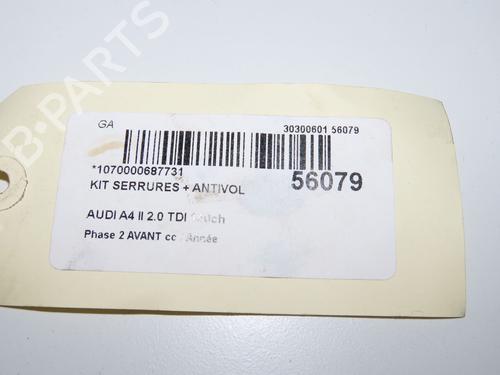 GA
30300601 56079
*1070000687731
KIT SERRURES + ANTIVOL
56079
AUDI A4 II 2.0 TDI
Phase 2 AVANT cc / Année
B-PARTS